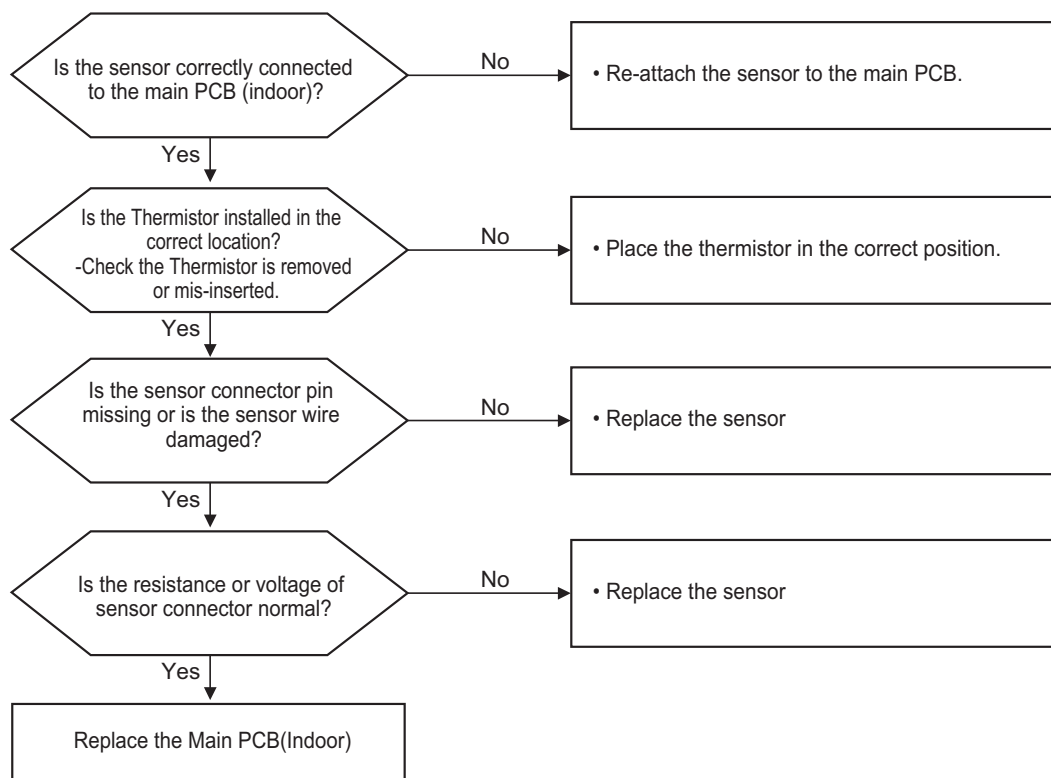 Is the sensor correctly connected
to the main PCB (indoor)?
No
• Re-attach the sensor to the main PCB.
Yes
Is the Thermistor installed in the
correct location?
-Check the Thermistor is removed
or mis-inserted.
No
• Place the thermistor in the correct position.
Yes
Is the sensor connector pin
missing or is the sensor wire
damaged?
No
• Replace the sensor
Yes
Is the resistance or voltage of
sensor connector normal?
No
• Replace the sensor
Yes
Replace the Main PCB(Indoor)